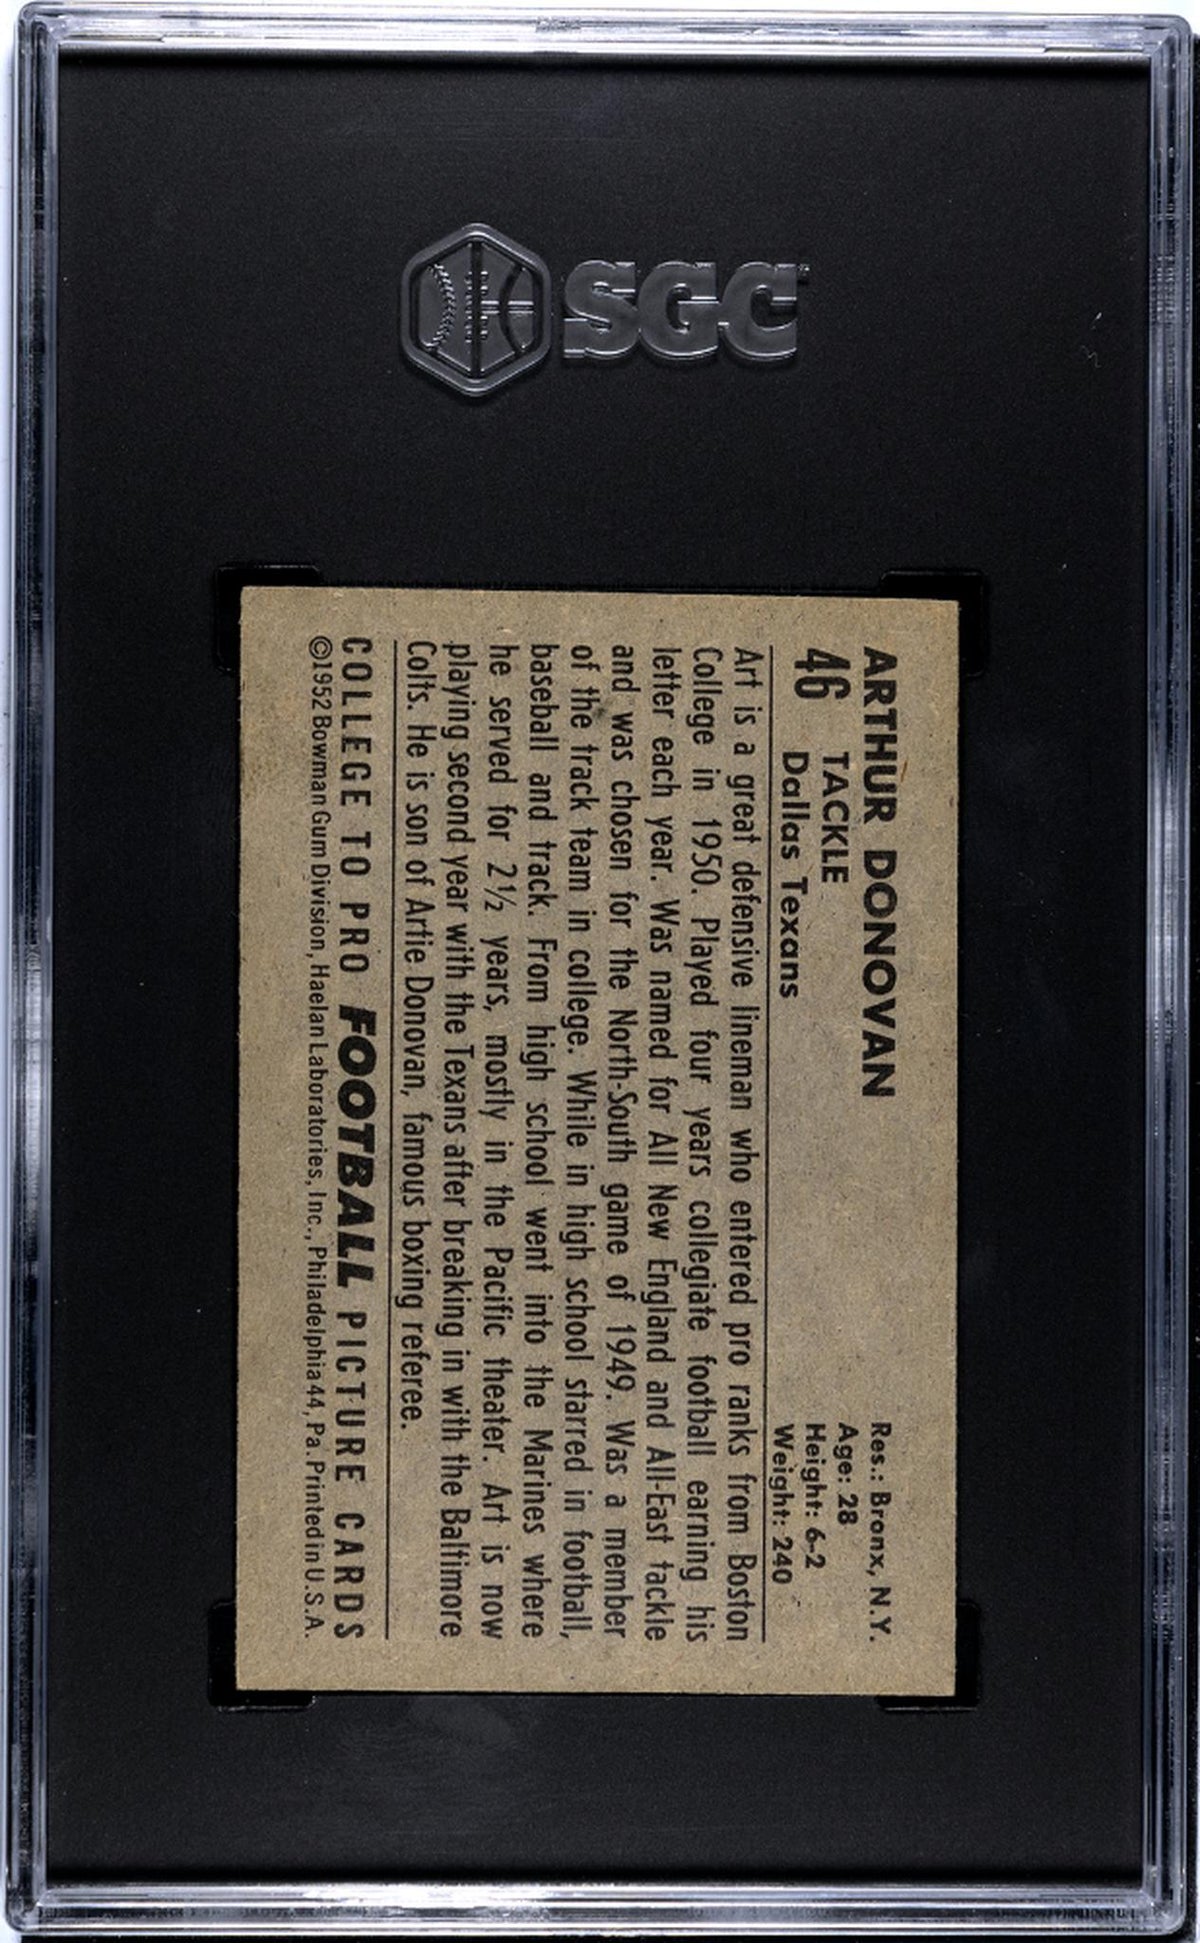 SGC
ARTHUR DONOVAN
46 TACKLE
Dallas Texans
Res.: Bronx, N.Y.
Age: 28
Height: 6-2
Weight: 240
Art is a great defensive lineman who entered pro ranks from Boston
College in 1950. Played four years collegiate football earning his
letter each year. Was named for All New England and All-East tackle
and was chosen for the North-South game of 1949. Was a member
of the track team in college. While in high school starred in football,
baseball and track. From high school went into the Marines where
he served for 2½ years, mostly in the Pacific theater. Art is now
playing second year with the Texans after breaking in with the Baltimore
Colts. He is son of Artie Donovan, famous boxing referee.
COLLEGE TO PRO FOOTBALL PICTURE CARDS
©1952 Bowman Gum Division, Haelan Laboratories, Inc., Philadelphia 44, Pa. Printed in U.S.A.